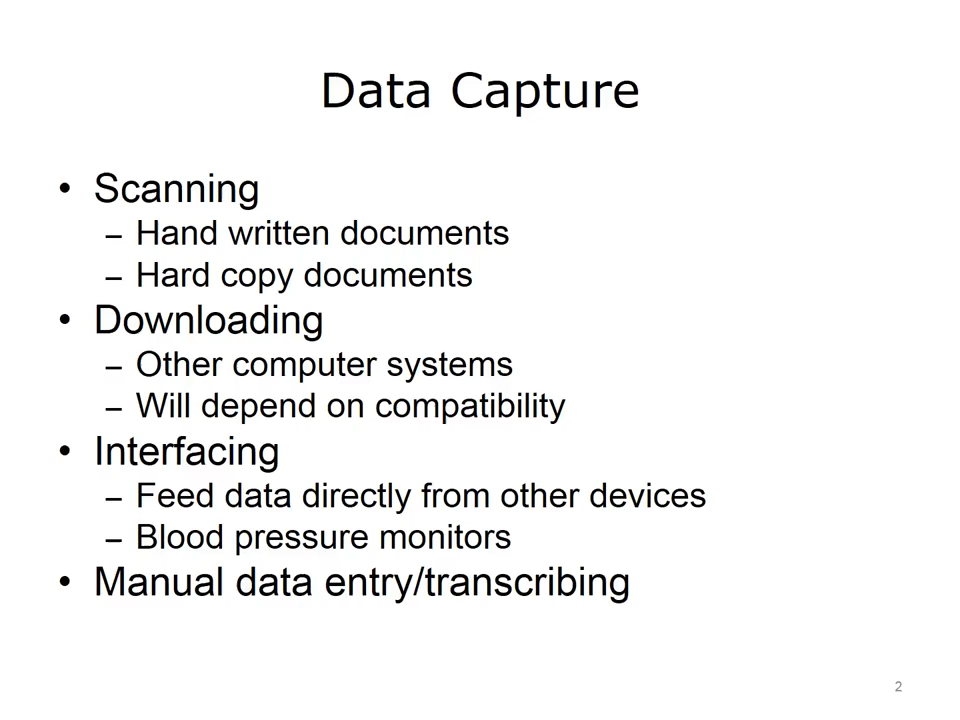 Data Capture
• Scanning
– Hand written documents
– Hard copy documents
• Downloading
– Other computer systems
– Will depend on compatibility
• Interfacing
– Feed data directly from other devices
– Blood pressure monitors
• Manual data entry/transcribing
2